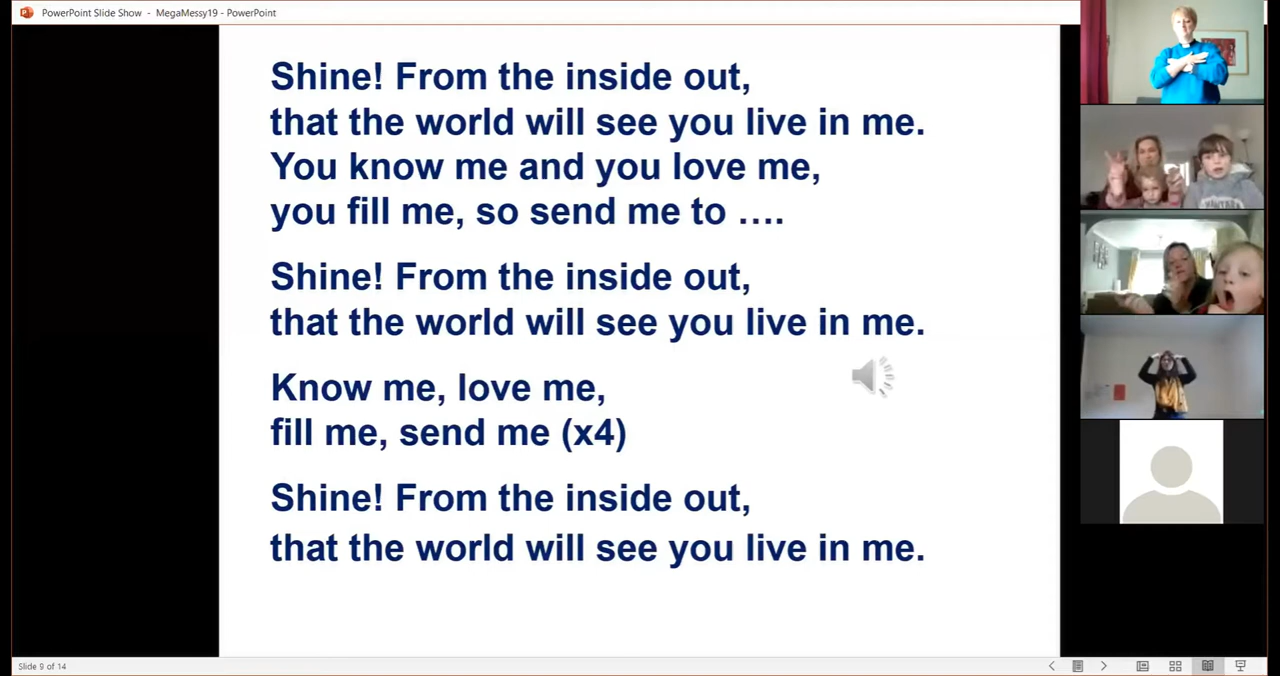 PowerPoint Slide Show - MegaMessy19 - PowerPoint
Shine! From the inside out,
that the world will see you live in me.
You know me and you love me,
you fill me, so send me to ....
Shine! From the inside out,
that the world will see you live in me.
Know me, love me,
fill me, send me (x4)
Shine! From the inside out,
that the world will see you live in me.
Slide 9 of 14